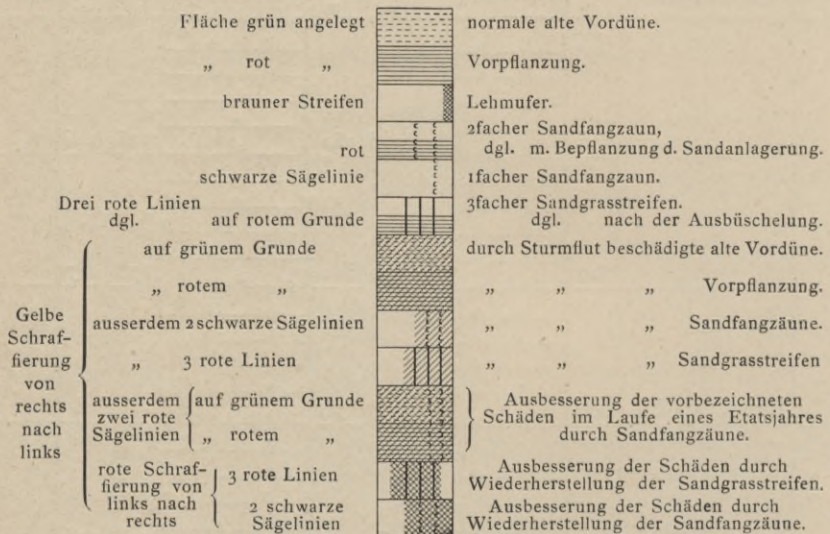 Fläche grün angelegt normale alte Vordüne.
„ rot „ Vorpflanzung.
brauner Streifen Lehmufer.
2facher Sandfangzaun,
rot dgl. m. Bepflanzung d. Sandanlagerung.
schwarze Sägelinie 1facher Sandfangzaun.
Drei rote Linien 3facher Sandgrasstreifen.
dgl. auf rotem Grunde dgl. nach der Ausbüschelung.
Gelbe Schraf-
fierung
von
rechts
nach
links
auf grünem Grunde durch Sturmflut beschädigte alte Vordüne.
„ rotem „ „ „ „ Vorpflanzung.
ausserdem 2 schwarze Sägelinien „ „ „ Sandfangzäune.
„ 3 rote Linien „ „ „ Sandgrasstreifen
ausserdem
zwei rote
Sägelinien
auf grünem Grunde
„ rotem „
Ausbesserung der vorbezeichneten
Schäden im Laufe eines Etatsjahres
durch Sandfangzäune.
rote Schraf-
fierung von
links nach
rechts
3 rote Linien
Ausbesserung der Schäden durch
Wiederherstellung der Sandgrasstreifen.
2 schwarze
Sägelinien
Ausbesserung der Schäden durch
Wiederherstellung der Sandfangzäune.